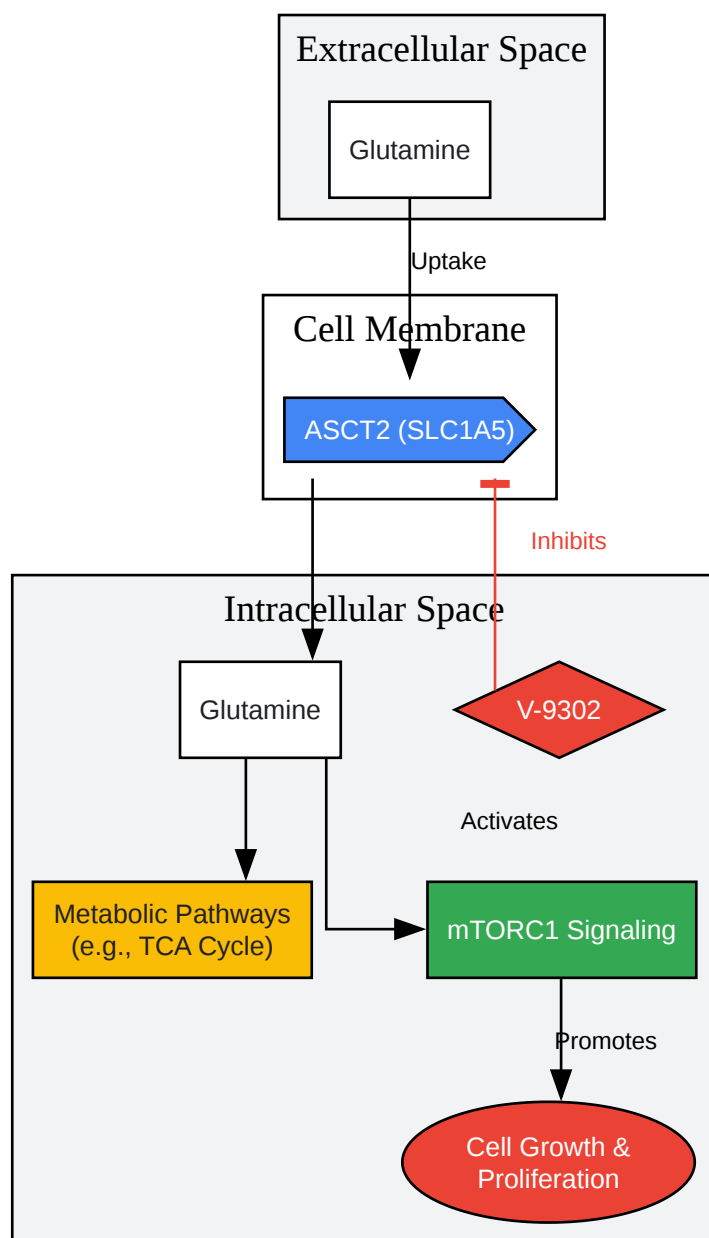 Extracellular Space
Glutamine
Uptake
Cell Membrane
ASCT2 (SLC1A5)
Inhibits
Intracellular Space
Glutamine
V-9302
Activates
Metabolic Pathways
(e.g., TCA Cycle)
mTORC1 Signaling
Promotes
Cell Growth &
Proliferation